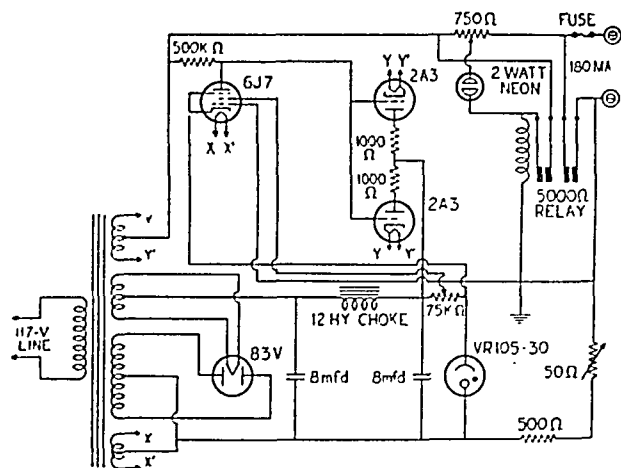 750Ω
FUSE
500K Ω
6J7
Y Y'
2A3
2 WATT
NEON
180 MA
X X'
1000
Ω
1000
Ω
5000Ω
RELAY
2A3
Y Y'
Y
Y'
117-V
LINE
12 HY CHOKE
75KΩ
83V
VR105-30
50Ω
8mfd
8mfd
500Ω
X
X'